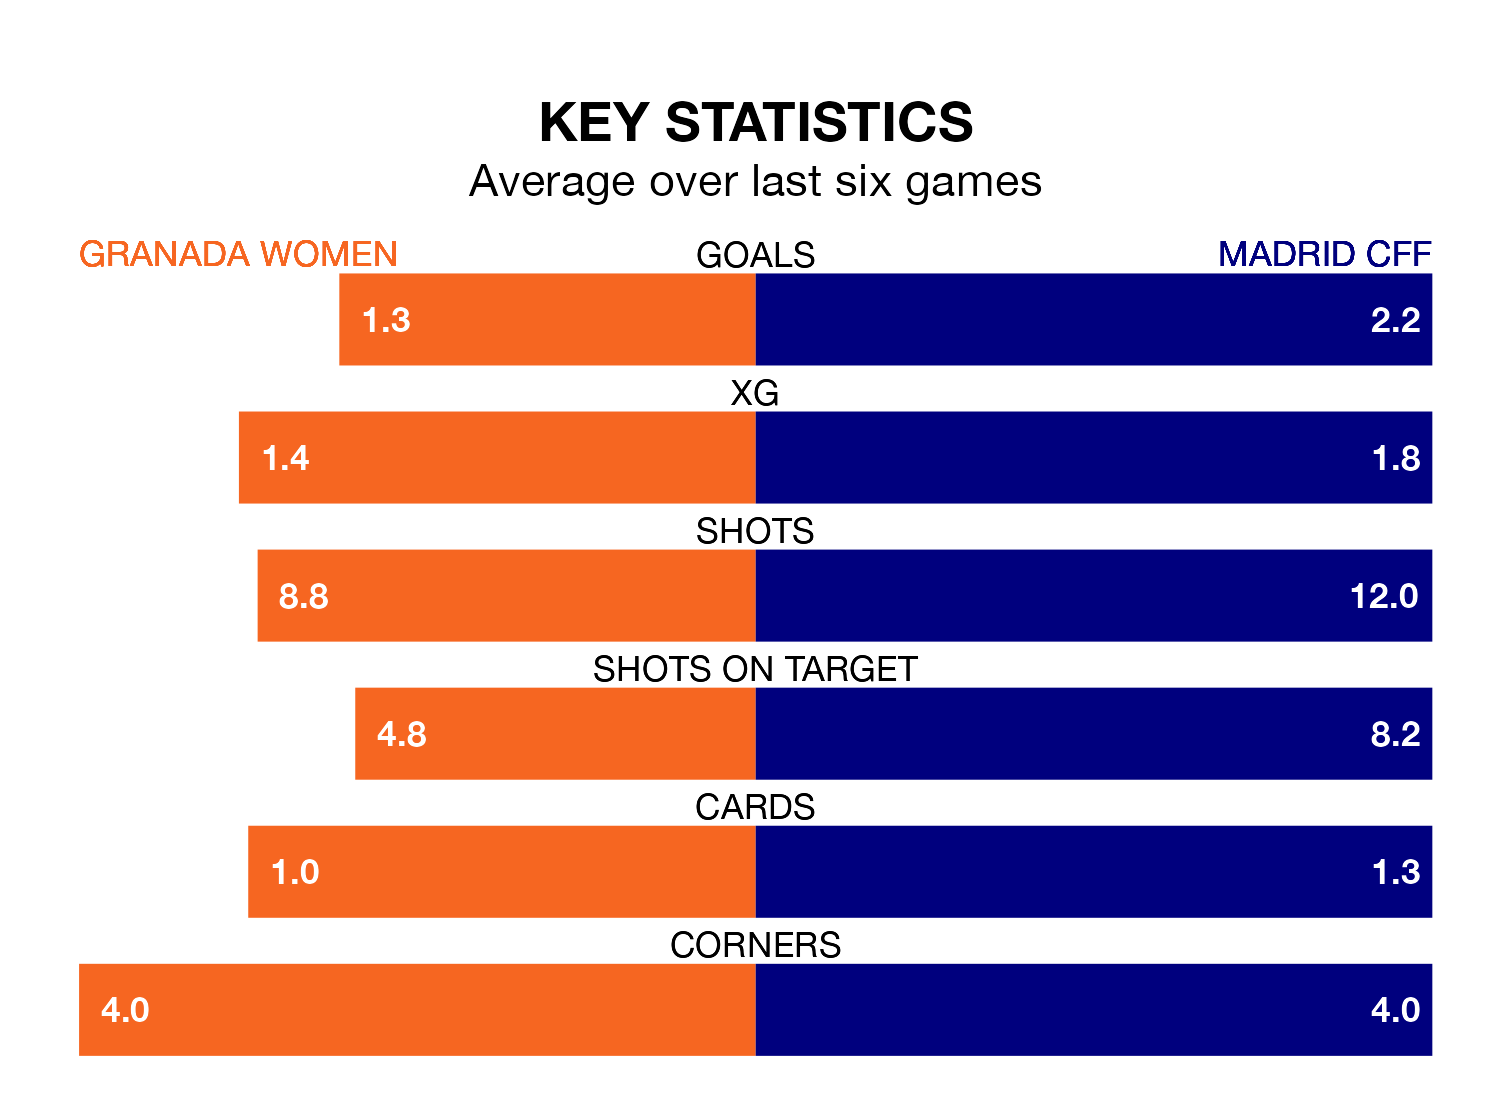 KEY STATISTICS
Average over last six games
GRANADA WOMEN GOALS MADRID CFF
1.3 2.2
XG
1.4 1.8
SHOTS
8.8 12.0
SHOTS ON TARGET
4.8 8.2
CARDS
1.0 1.3
CORNERS
4.0 4.0